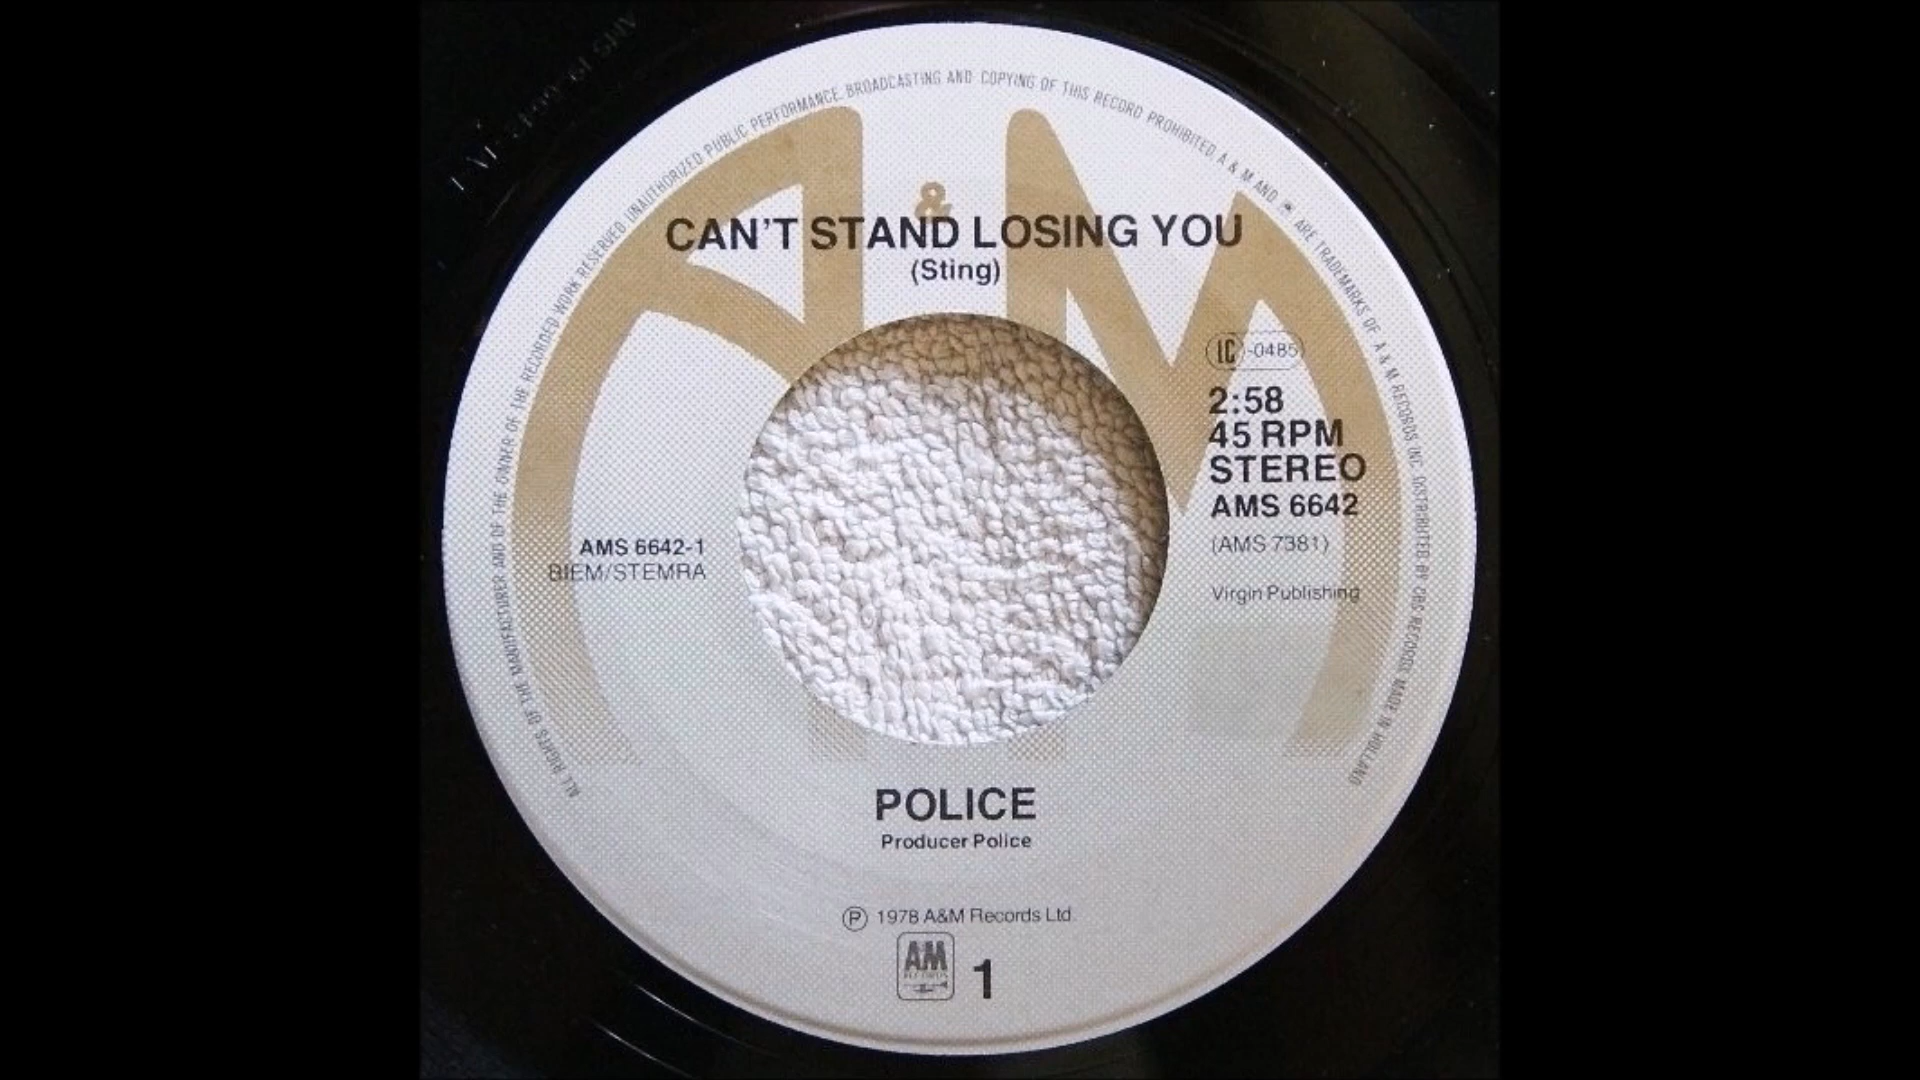 ALL RIGHTS OF THE MANUFACTURER AND OF THE OWNER OF THE RECORDED WORK RESERVED. UNAUTHORIZED PUBLIC PERFORMANCE, BROADCASTING AND COPYING OF THIS RECORD PROHIBITED. A & M AND ARE TRADEMARKS OF A & M RECORDS INC. DISTRIBUTED BY CBS RECORDS. MADE IN HOLLAND
A & M
CAN'T STAND LOSING YOU
(Sting)
LC -0485
2:58
45 RPM
STEREO
AMS 6642
(AMS 7381)
Virgin Publishing
AMS 6642-1
BIEM/STEMRA
POLICE
Producer Police
Ⓟ 1978 A&M Records Ltd.
A&M
RECORDS
1